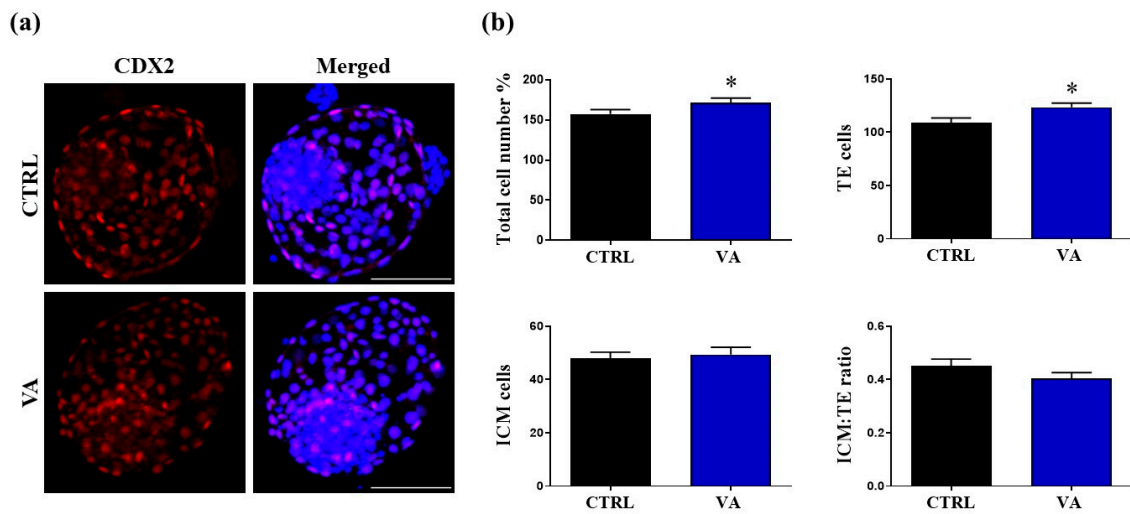 (a)
CDX2 Merged
CTRL
VA
(b)
Total cell number %
200
150
100
50
0
*
CTRL VA
TE cells
150
100
50
0
*
CTRL VA
ICM cells
60
40
20
0
CTRL VA
ICM:TE ratio
0.6
0.4
0.2
0.0
CTRL VA